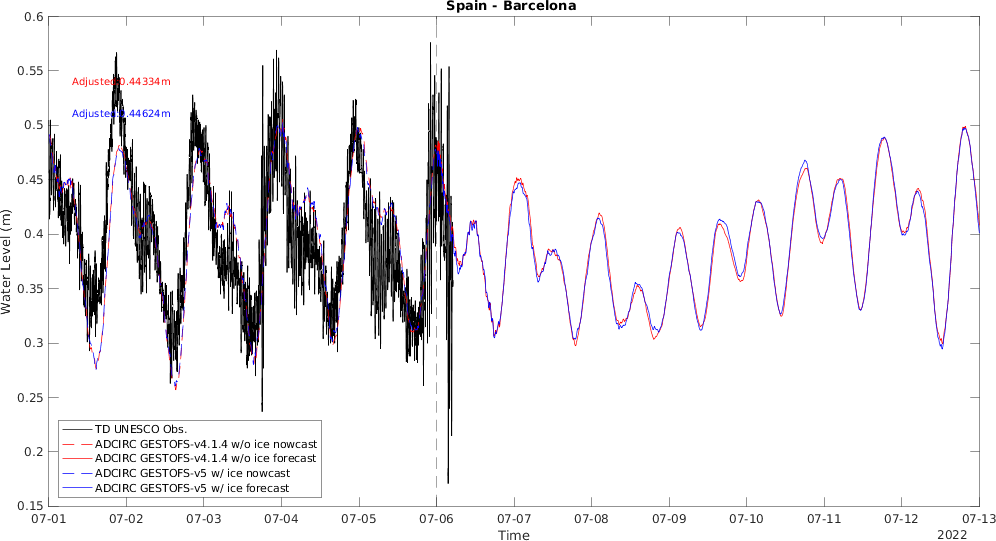 Spain - Barcelona
0.6
0.55
0.5
0.45
0.4
0.35
0.3
0.25
0.2
0.15
Water Level (m)
Adjusted:0.44334m
Adjusted:0.44624m
TD UNESCO Obs.
ADCIRC GESTOFS-v4.1.4 w/o ice nowcast
ADCIRC GESTOFS-v4.1.4 w/o ice forecast
ADCIRC GESTOFS-v5 w/ ice nowcast
ADCIRC GESTOFS-v5 w/ ice forecast
07-01 07-02 07-03 07-04 07-05 07-06 07-07 07-08 07-09 07-10 07-11 07-12 07-13
Time
2022